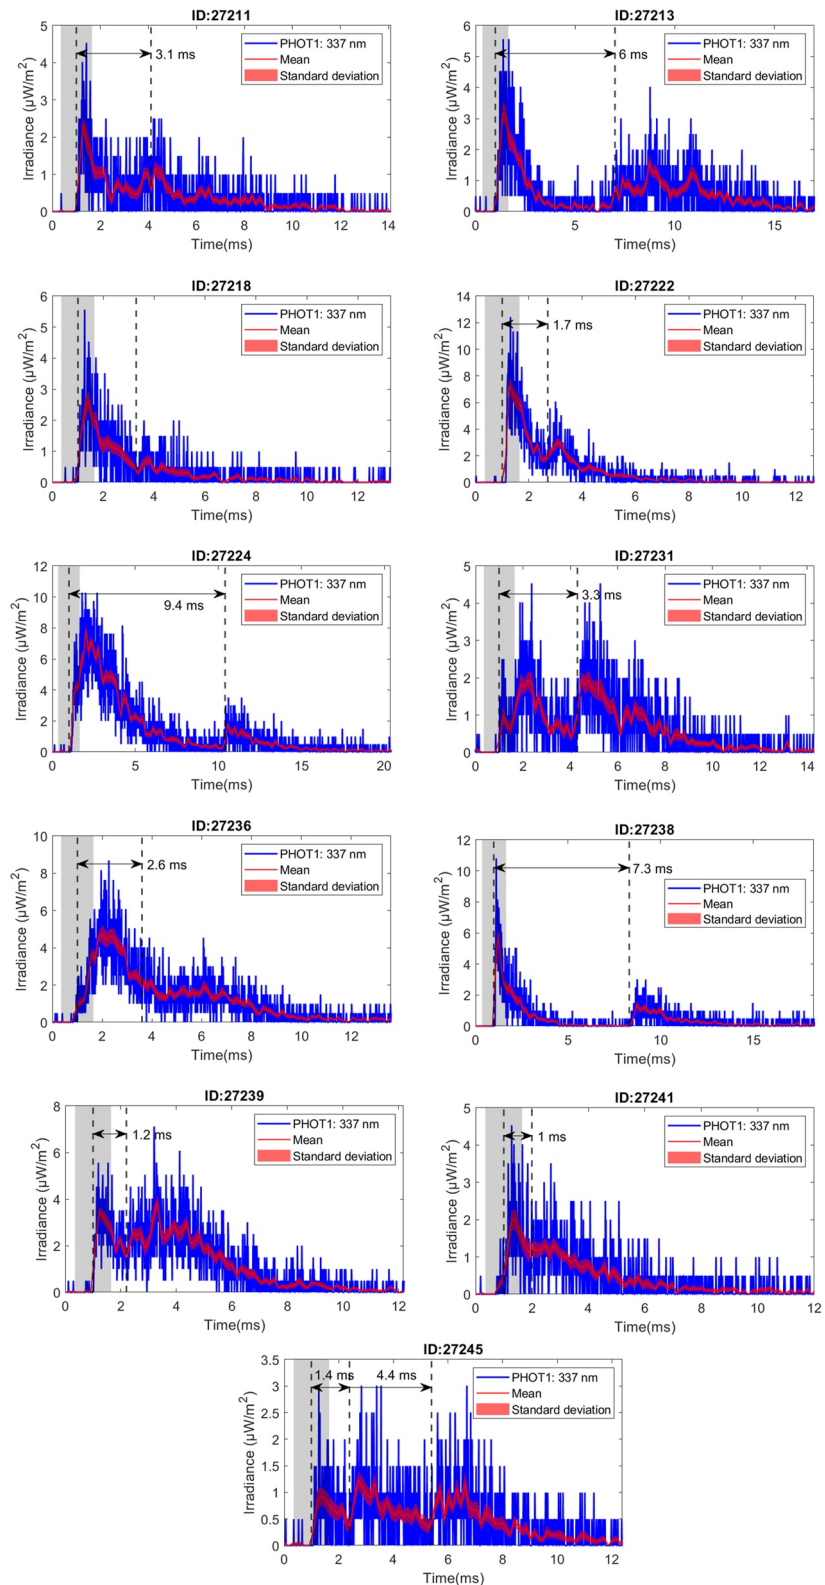 ID:27211
Irradiance (μW/m²)
5
4
3
2
1
0
3.1 ms
PHOT1: 337 nm
Mean
Standard deviation
0 2 4 6 8 10 12 14
Time(ms)
ID:27213
Irradiance (μW/m²)
6
5
4
3
2
1
0
6 ms
PHOT1: 337 nm
Mean
Standard deviation
0 5 10 15
Time(ms)
ID:27218
Irradiance (μW/m²)
6
5
4
3
2
1
0
PHOT1: 337 nm
Mean
Standard deviation
0 2 4 6 8 10 12
Time(ms)
ID:27222
Irradiance (μW/m²)
14
12
10
8
6
4
2
0
1.7 ms
PHOT1: 337 nm
Mean
Standard deviation
0 2 4 6 8 10 12
Time(ms)
ID:27224
Irradiance (μW/m²)
12
10
8
6
4
2
0
9.4 ms
PHOT1: 337 nm
Mean
Standard deviation
0 5 10 15 20
Time(ms)
ID:27231
Irradiance (μW/m²)
5
4
3
2
1
0
3.3 ms
PHOT1: 337 nm
Mean
Standard deviation
0 2 4 6 8 10 12 14
Time(ms)
ID:27236
Irradiance (μW/m²)
10
8
6
4
2
0
2.6 ms
PHOT1: 337 nm
Mean
Standard deviation
0 2 4 6 8 10 12
Time(ms)
ID:27238
Irradiance (μW/m²)
12
10
8
6
4
2
0
7.3 ms
PHOT1: 337 nm
Mean
Standard deviation
0 5 10 15
Time(ms)
ID:27239
Irradiance (μW/m²)
8
6
4
2
0
1.2 ms
PHOT1: 337 nm
Mean
Standard deviation
0 2 4 6 8 10 12
Time(ms)
ID:27241
Irradiance (μW/m²)
5
4
3
2
1
0
1 ms
PHOT1: 337 nm
Mean
Standard deviation
0 2 4 6 8 10 12
Time(ms)
ID:27245
Irradiance (μW/m²)
3.5
3
2.5
2
1.5
1
0.5
0
1.4 ms 4.4 ms
PHOT1: 337 nm
Mean
Standard deviation
0 2 4 6 8 10 12
Time(ms)